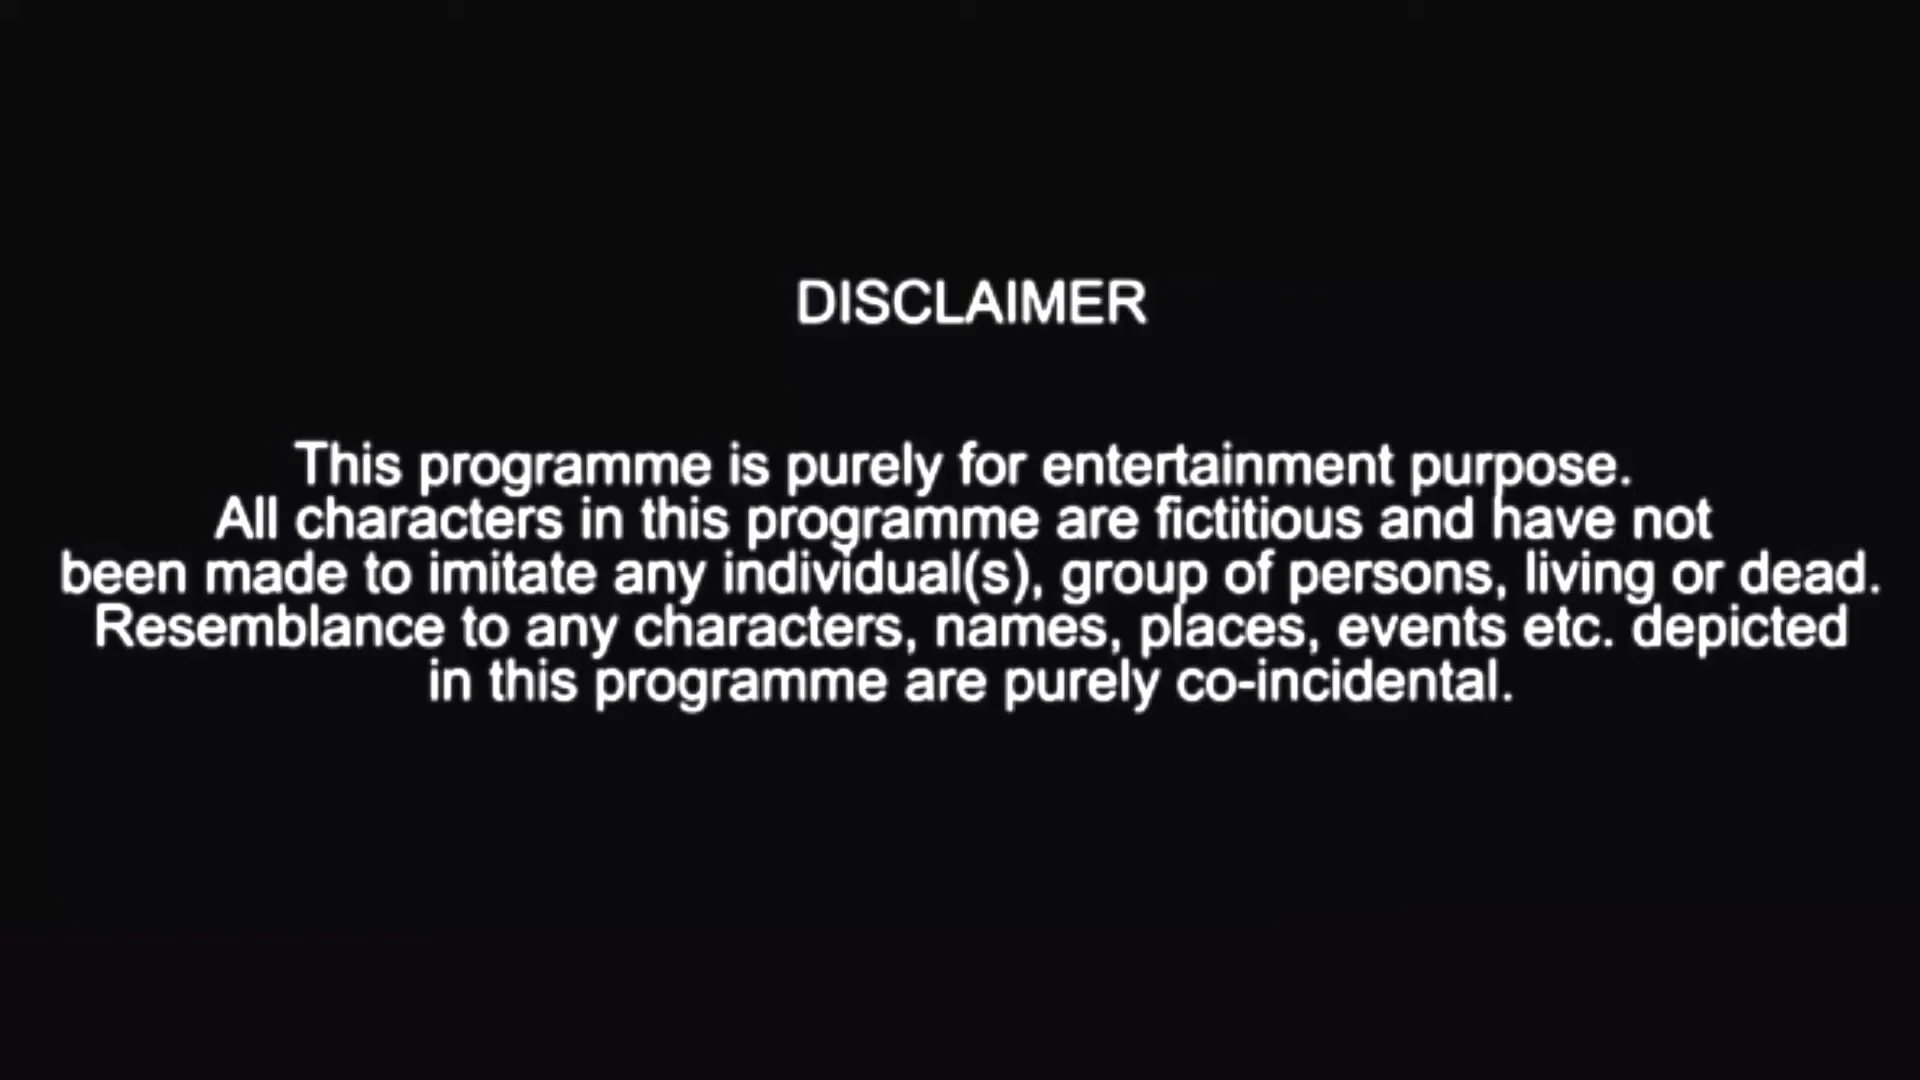 DISCLAIMER
This programme is purely for entertainment purpose.
All characters in this programme are fictitious and have not
been made to imitate any individual(s), group of persons, living or dead.
Resemblance to any characters, names, places, events etc. depicted
in this programme are purely co-incidental.